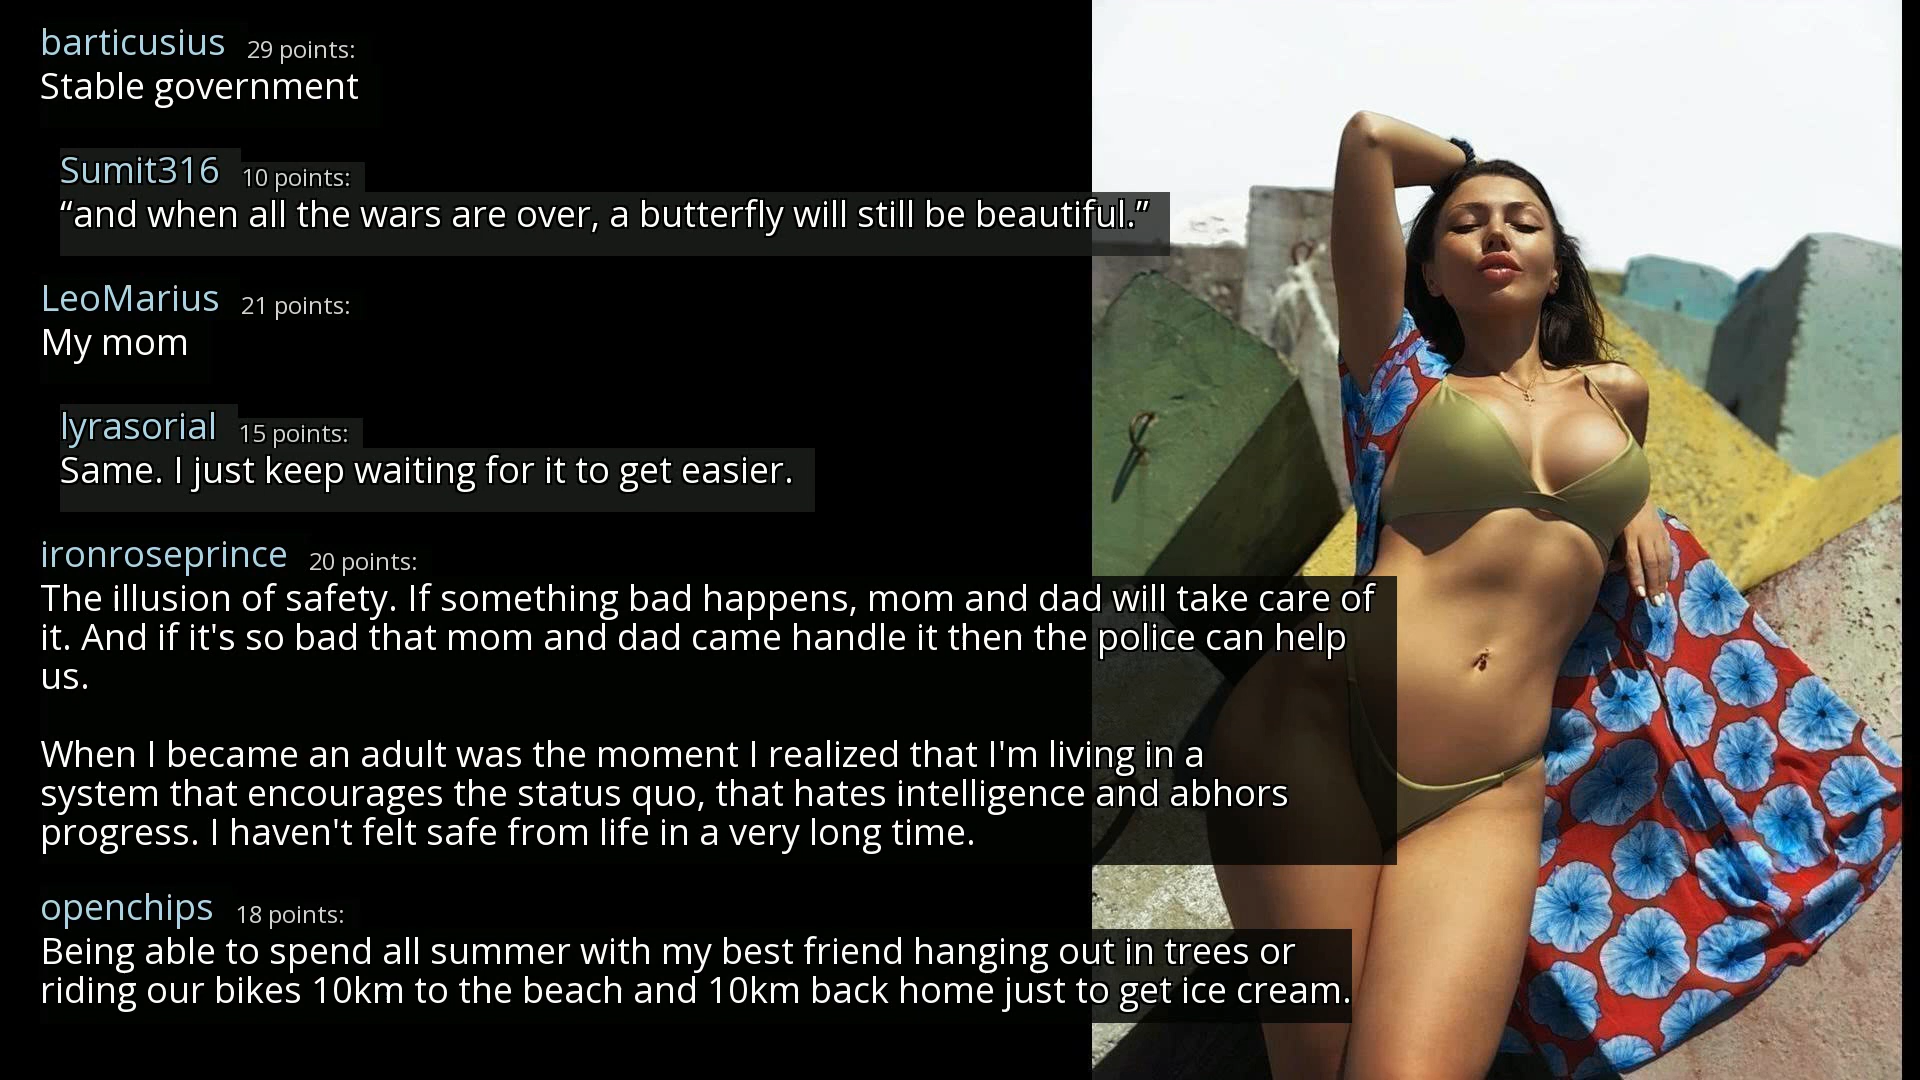 barticusius 29 points:
Stable government
Sumit316 10 points:
“and when all the wars are over, a butterfly will still be beautiful.”
LeoMarius 21 points:
My mom
lyrasorial 15 points:
Same. I just keep waiting for it to get easier.
ironroseprince 20 points:
The illusion of safety. If something bad happens, mom and dad will take care of
it. And if it's so bad that mom and dad came handle it then the police can help
us.
When I became an adult was the moment I realized that I'm living in a
system that encourages the status quo, that hates intelligence and abhors
progress. I haven't felt safe from life in a very long time.
openchips 18 points:
Being able to spend all summer with my best friend hanging out in trees or
riding our bikes 10km to the beach and 10km back home just to get ice cream.